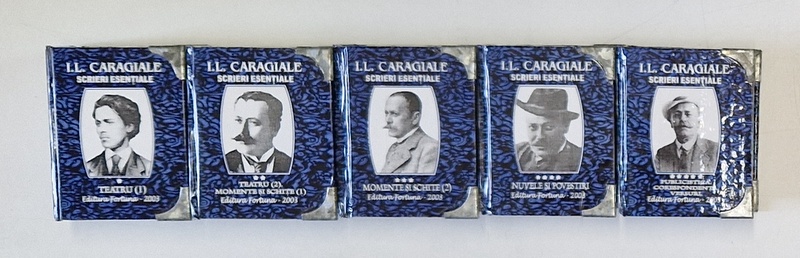 I.L. CARAGIALE
SCRIERI ESENȚIALE
★
TEATRU (1)
Editura Fortuna - 2003
I.L. CARAGIALE
SCRIERI ESENȚIALE
★★
TEATRU (2)
MOMENTE ȘI SCHIȚE (1)
Editura Fortuna - 2003
I.L. CARAGIALE
SCRIERI ESENȚIALE
★★★
MOMENTE ȘI SCHIȚE (2)
Editura Fortuna - 2003
I.L. CARAGIALE
SCRIERI ESENȚIALE
★★★★
NUVELE ȘI POVESTIRI
Editura Fortuna - 2003
I.L. CARAGIALE
SCRIERI ESENȚIALE
★★★★★
PUBLICISTICĂ
CORESPONDENȚĂ
VERSURI
Editura Fortuna - 2003